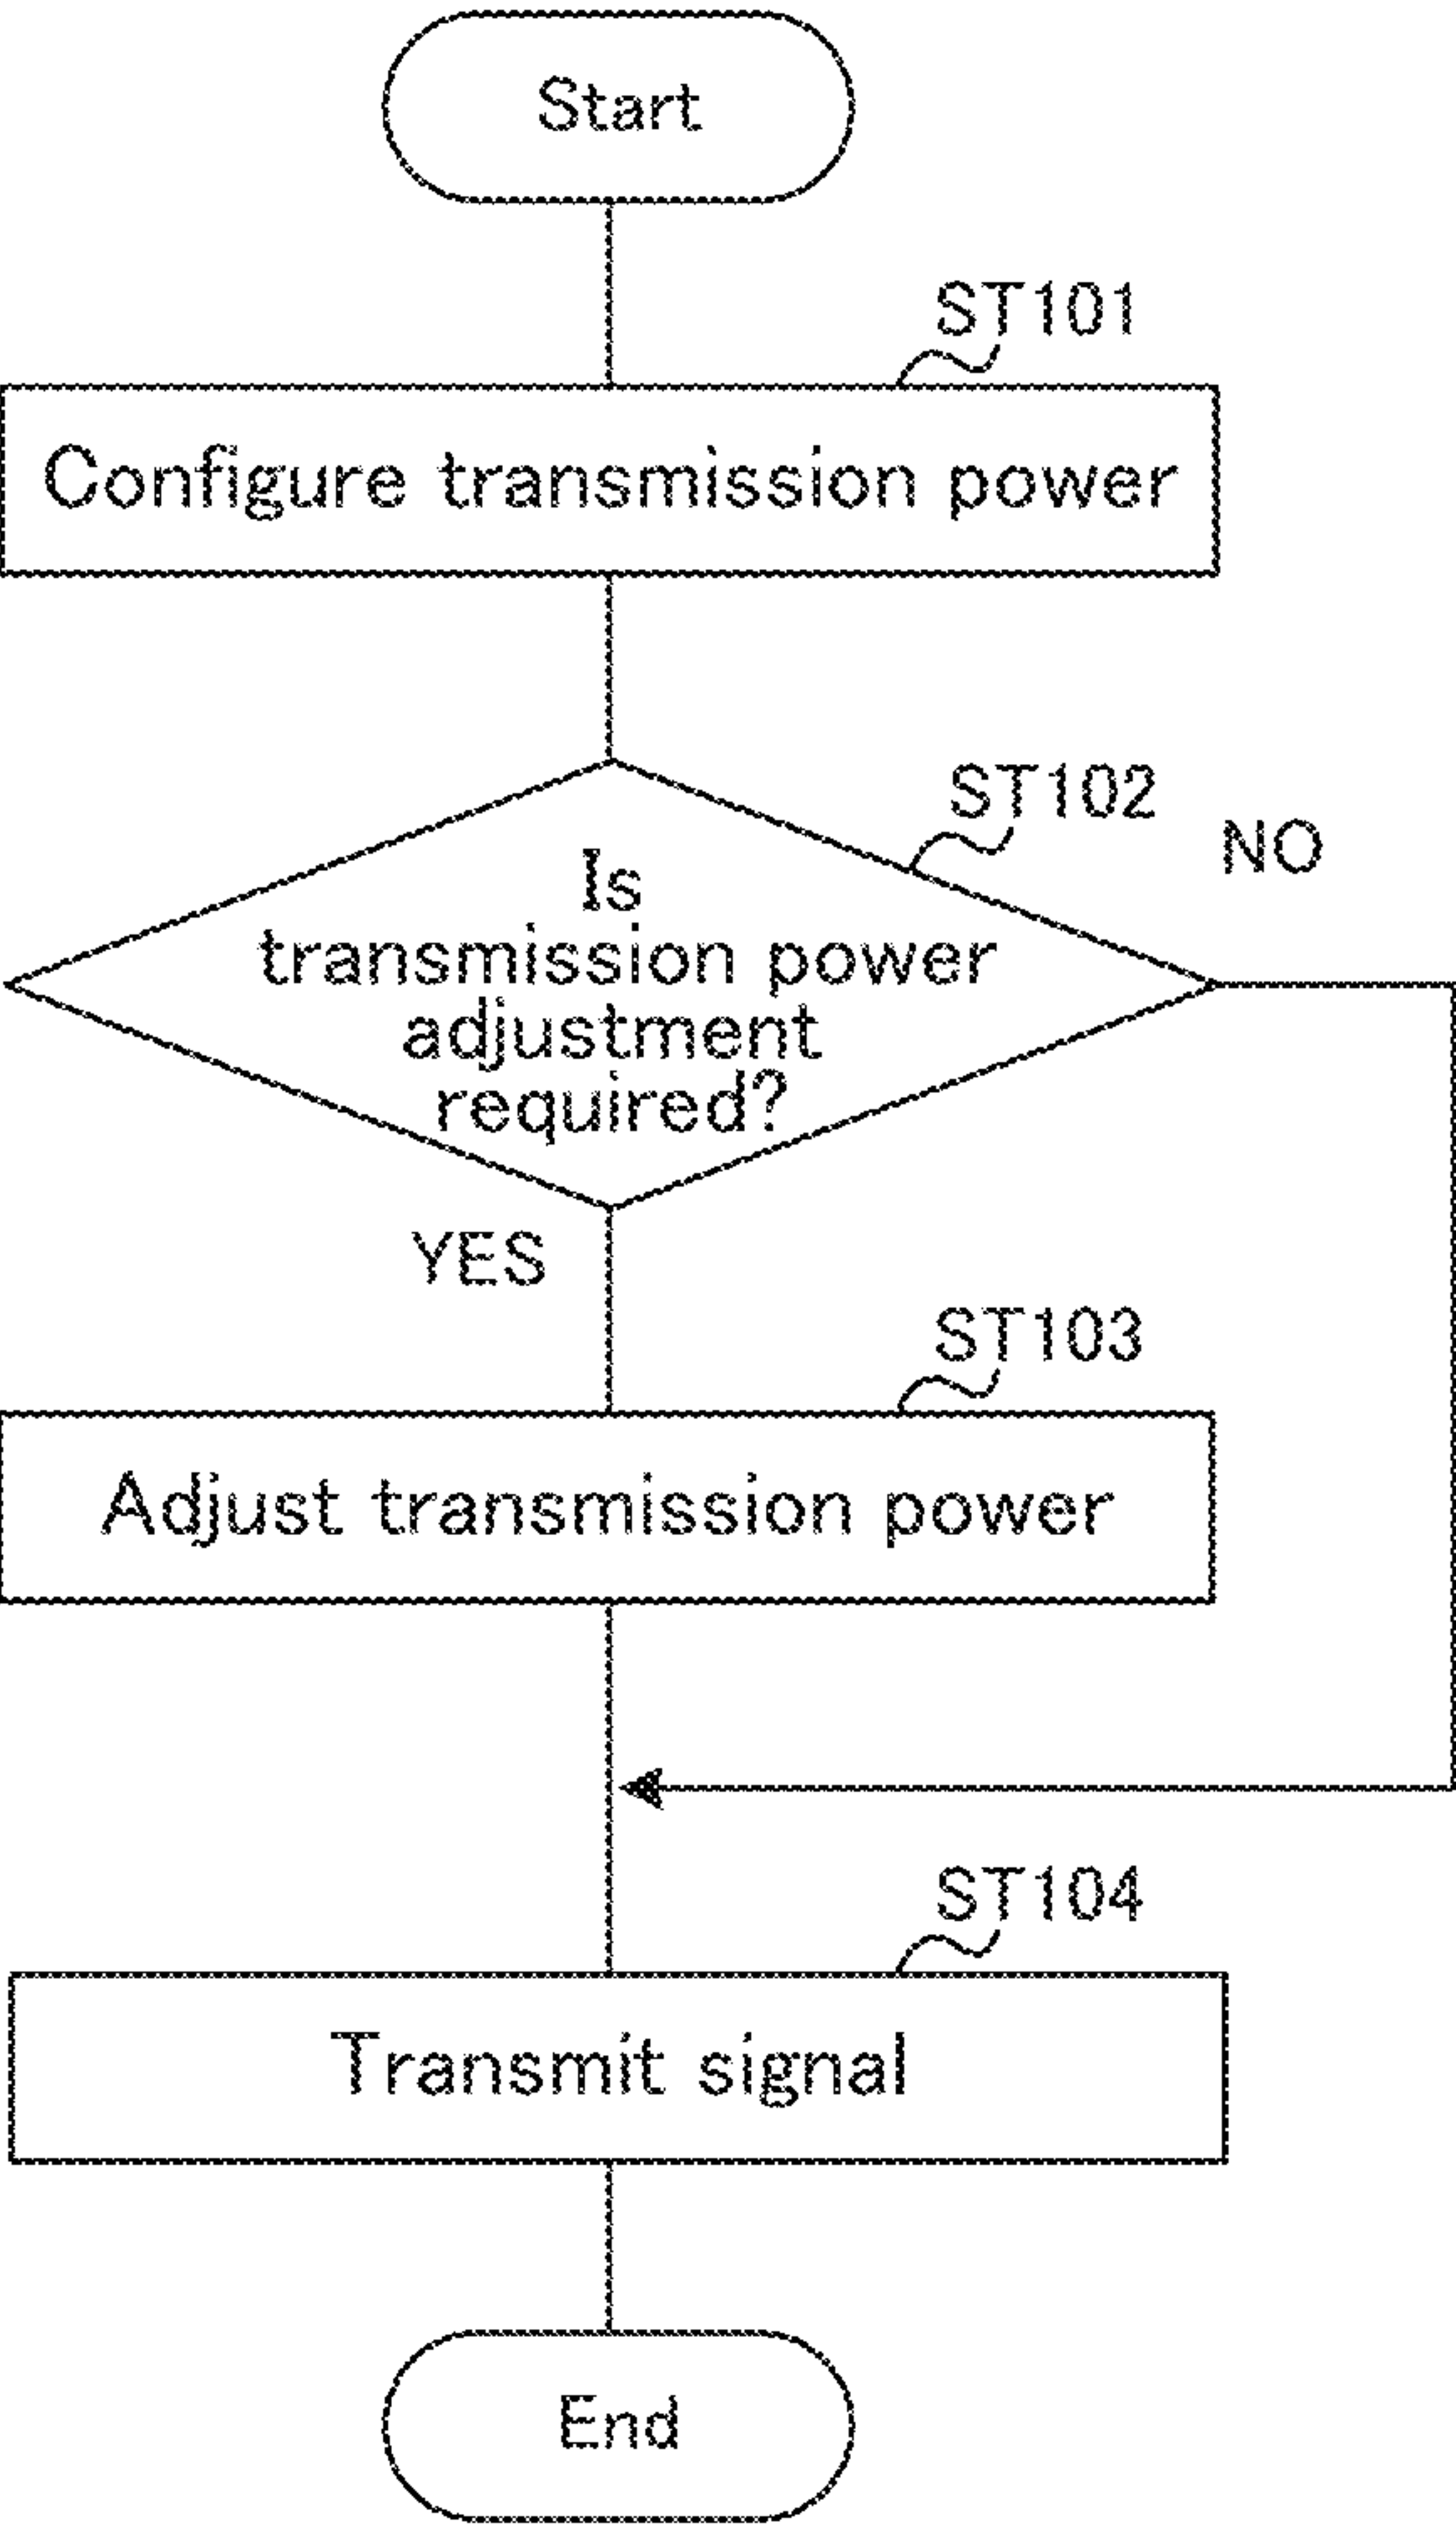 Start
ST101
Configure transmission power
ST102
NO
Is
transmission power
adjustment
required?
YES
ST103
Adjust transmission power
ST104
Transmit signal
End